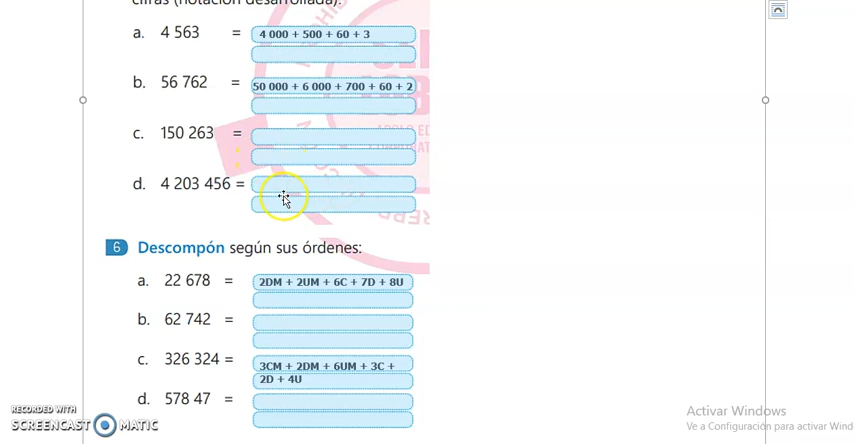 cifras (notación desarrollada):
a. 4 563 = 4 000 + 500 + 60 + 3
b. 56 762 = 50 000 + 6 000 + 700 + 60 + 2
c. 150 263 =
d. 4 203 456 =
6 Descompón según sus órdenes:
a. 22 678 = 2DM + 2UM + 6C + 7D + 8U
b. 62 742 =
c. 326 324 = 3CM + 2DM + 6UM + 3C +
2D + 4U
d. 578 47 =
RECORDED WITH
SCREENCAST MATIC
Activar Windows
Ve a Configuración para activar Wind